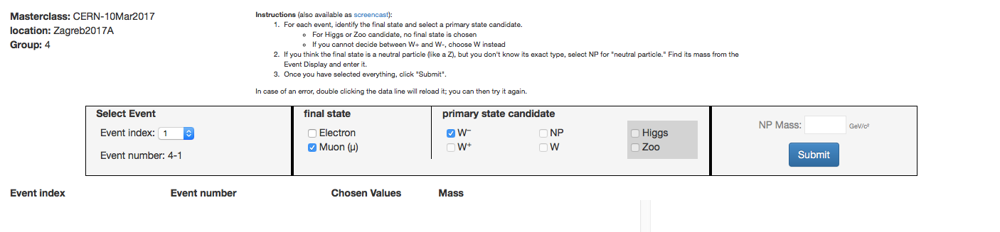 Masterclass: CERN-10Mar2017
location: Zagreb2017A
Group: 4
Instructions (also available as screencast):
1. For each event, identify the final state and select a primary state candidate.
For Higgs or Zoo candidate, no final state is chosen
If you cannot decide between W+ and W-, choose W instead
2. If you think the final state is a neutral particle (like a Z), but you don't know its exact type, select NP for "neutral particle." Find its mass from the
Event Display and enter it.
3. Once you have selected everything, click "Submit".
In case of an error, double clicking the data line will reload it; you can then try it again.
Select Event
Event index: 1
Event number: 4-1
final state
Electron
Muon (μ)
primary state candidate
W⁻ NP Higgs
W⁺ W Zoo
NP Mass: GeV/c²
Submit
Event index Event number Chosen Values Mass